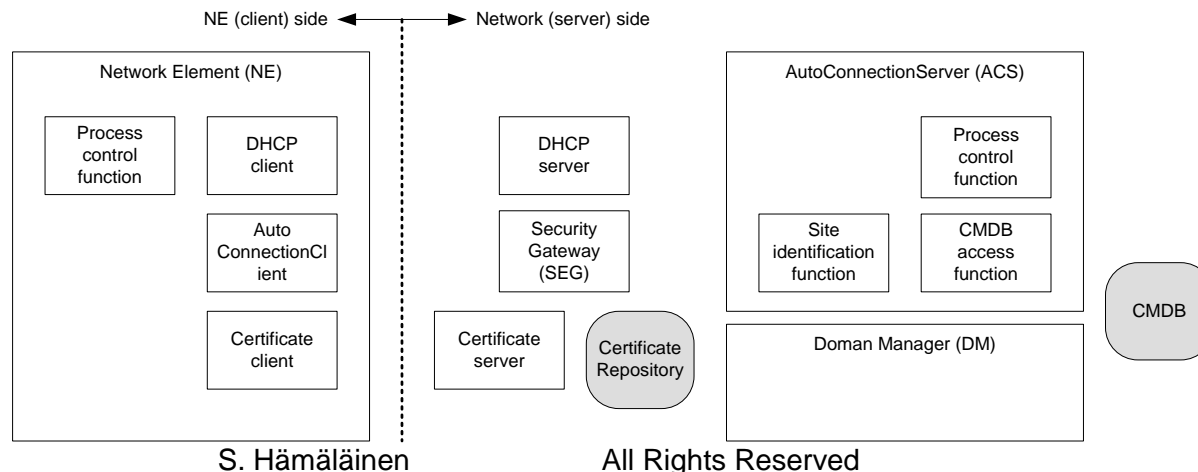 NE (client) side
Network (server) side
Network Element (NE)
Process
control
function
DHCP
client
Auto
ConnectionCl
ient
Certificate
client
DHCP
server
Security
Gateway
(SEG)
Certificate
server
Certificate
Repository
AutoConnectionServer (ACS)
Process
control
function
Site
identification
function
CMDB
access
function
Doman Manager (DM)
CMDB
S. Hämäläinen
All Rights Reserved